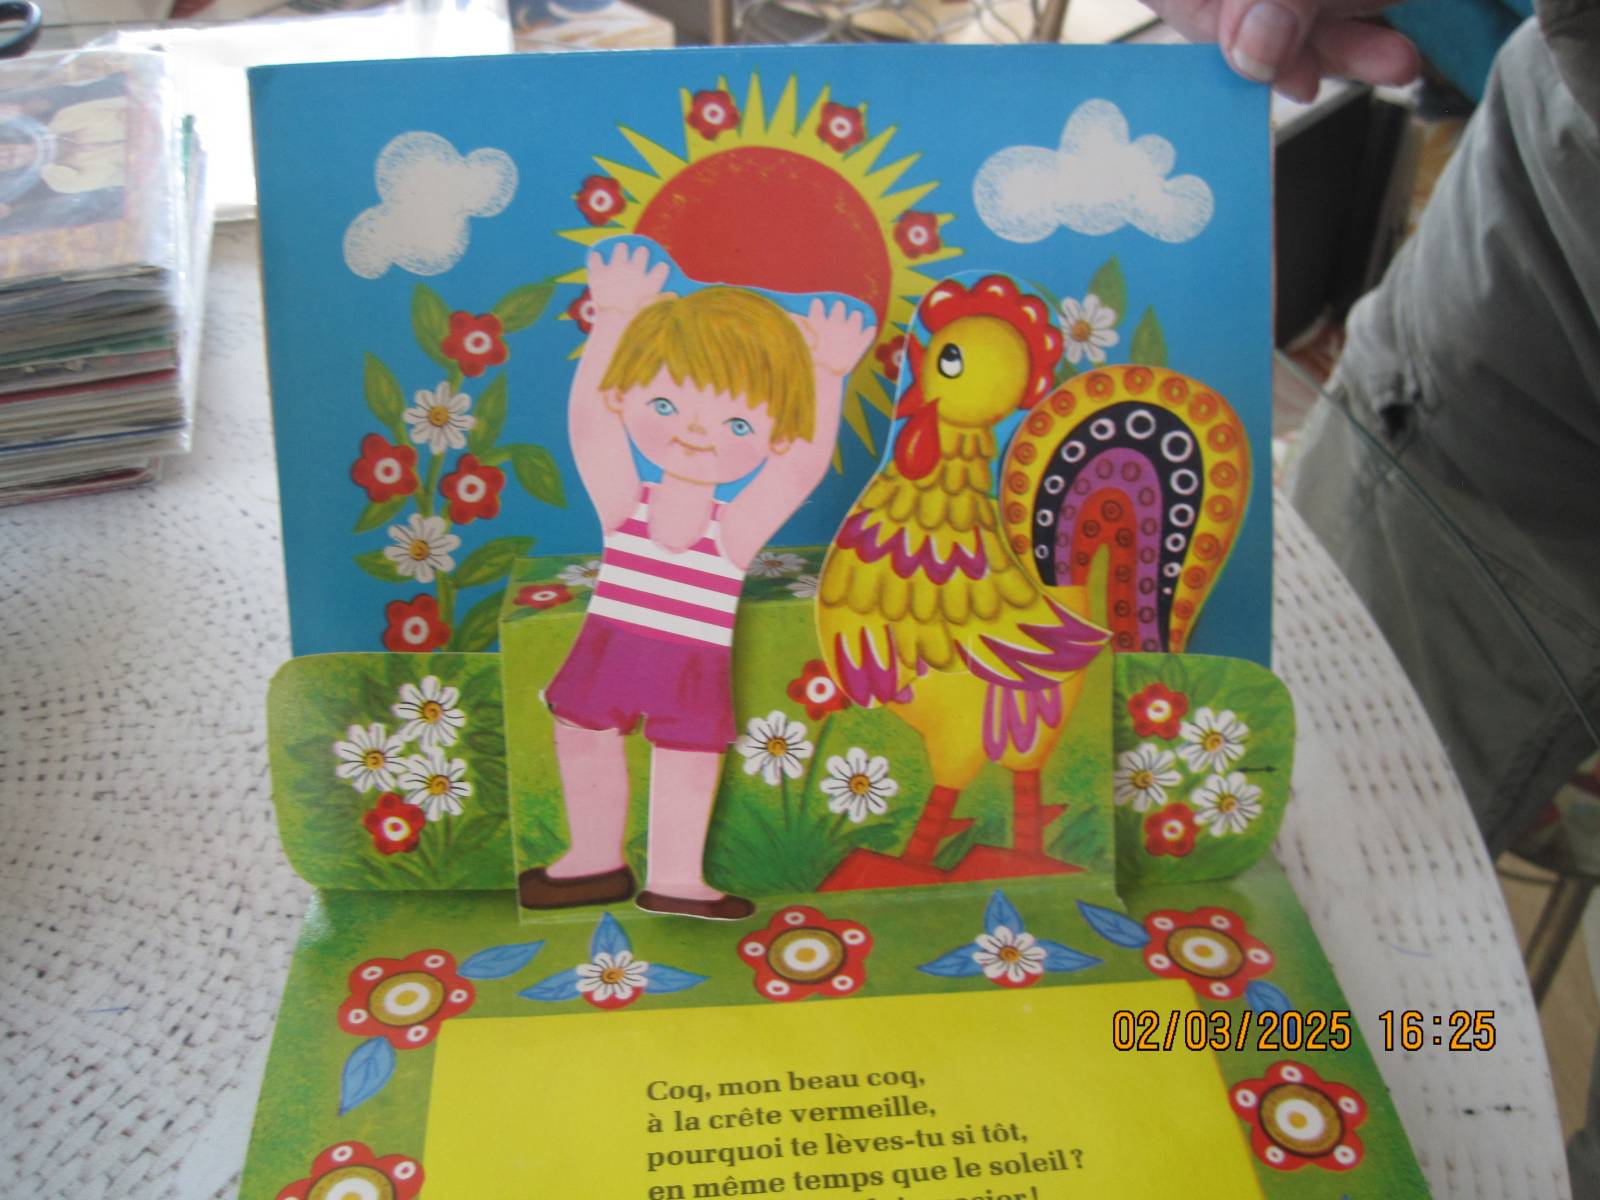 Coq, mon beau coq,
à la crête vermeille,
pourquoi te lèves-tu si tôt,
en même temps que le soleil?
02/03/2025 16:25